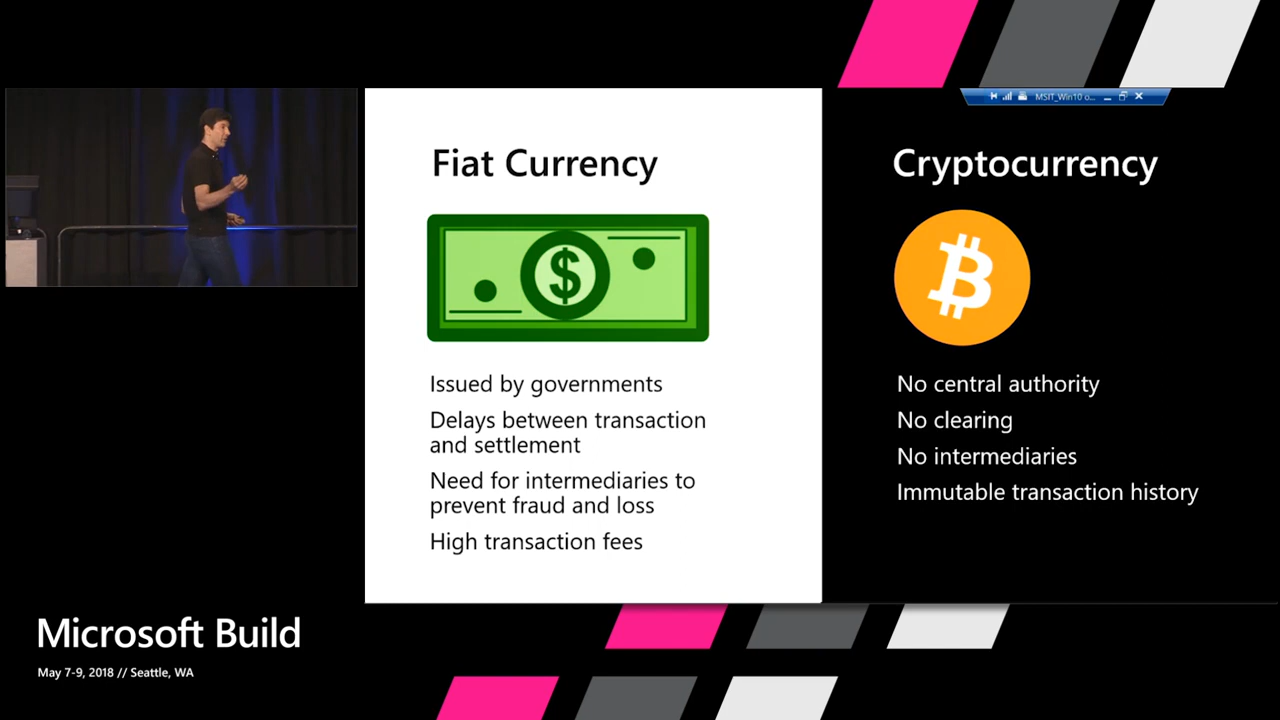 MSIT_Win10 o...
Fiat Currency
$
Issued by governments
Delays between transaction
and settlement
Need for intermediaries to
prevent fraud and loss
High transaction fees
Cryptocurrency
₿
No central authority
No clearing
No intermediaries
Immutable transaction history
Microsoft Build
May 7-9, 2018 // Seattle, WA